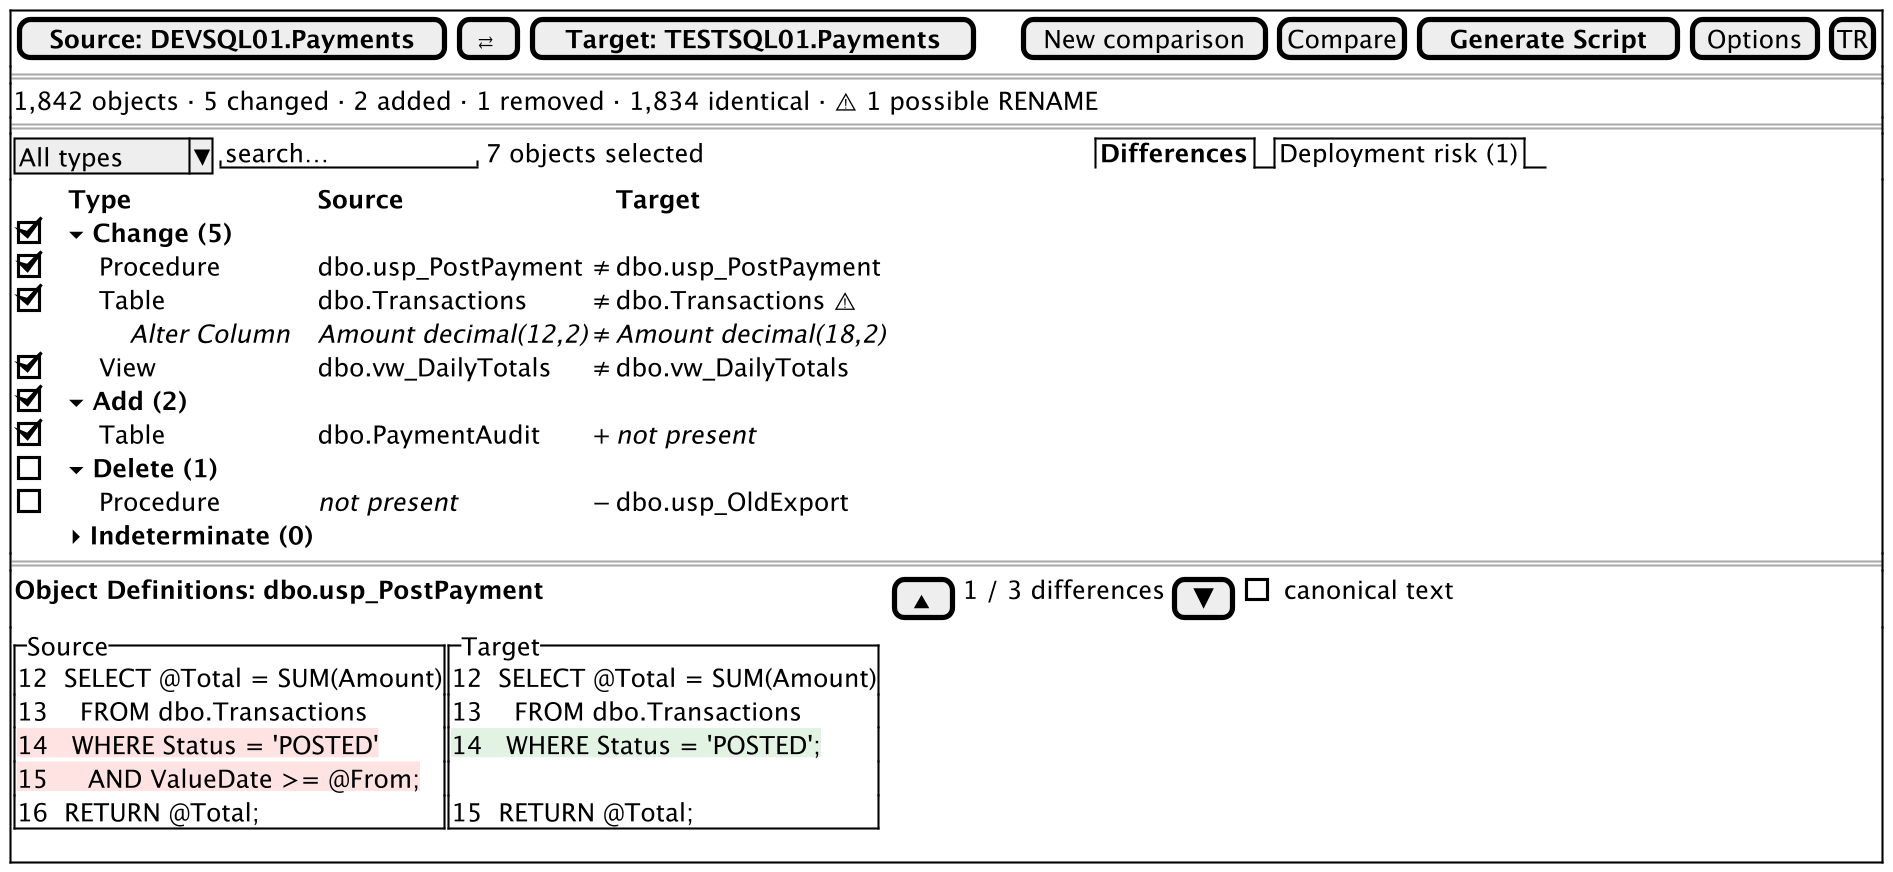 Source: DEVSQL01.Payments ⇄ Target: TESTSQL01.Payments New comparison Compare Generate Script Options TR
1,842 objects · 5 changed · 2 added · 1 removed · 1,834 identical · ⚠ 1 possible RENAME
All types ▼ search... 7 objects selected Differences Deployment risk (1)
Type Source Target
Change (5)
Procedure dbo.usp_PostPayment ≠ dbo.usp_PostPayment
Table dbo.Transactions ≠ dbo.Transactions ⚠
Alter Column Amount decimal(12,2) ≠ Amount decimal(18,2)
View dbo.vw_DailyTotals ≠ dbo.vw_DailyTotals
Add (2)
Table dbo.PaymentAudit + not present
Delete (1)
Procedure not present − dbo.usp_OldExport
Indeterminate (0)
Object Definitions: dbo.usp_PostPayment ▲ 1 / 3 differences ▼ canonical text
Source
12 SELECT @Total = SUM(Amount)
13 FROM dbo.Transactions
14 WHERE Status = 'POSTED'
15 AND ValueDate >= @From;
16 RETURN @Total;
Target
12 SELECT @Total = SUM(Amount)
13 FROM dbo.Transactions
14 WHERE Status = 'POSTED';
15 RETURN @Total;